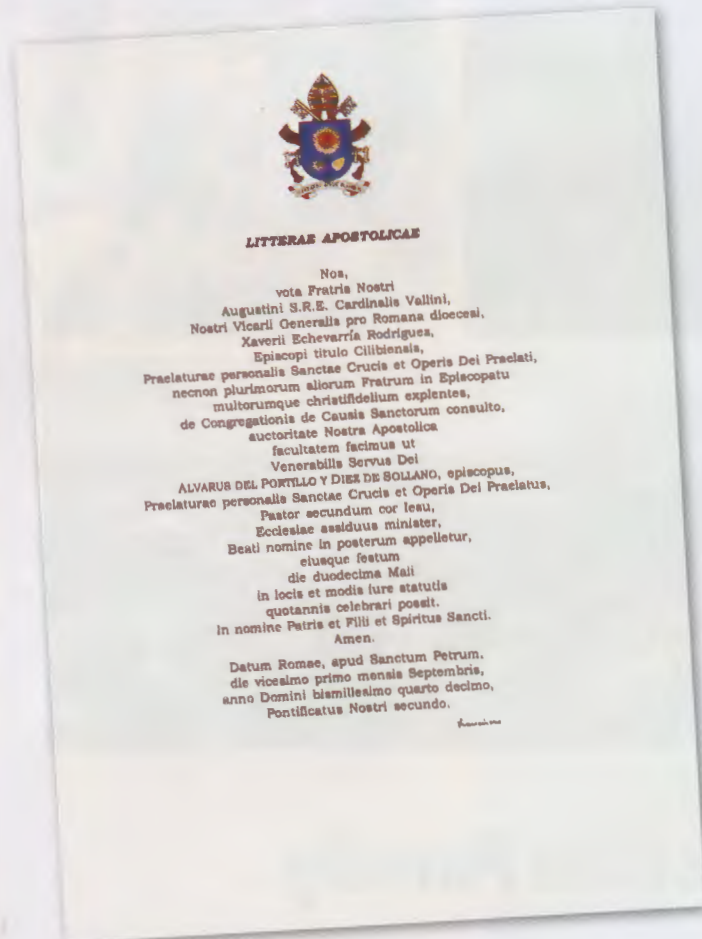 LITTERAE APOSTOLICAE
Nos,
vota Fratris Nostri
Augustini S.R.E. Cardinalis Vallini,
Nostri Vicarii Generalis pro Romana dioecesi,
Xaverii Echevarría Rodríguez,
Episcopi titulo Cilibiensis,
Praelaturae personalis Sanctae Crucis et Operis Dei Praelati,
necnon plurimorum aliorum Fratrum in Episcopatu
multorumque christifidelium explentes,
de Congregationis de Causis Sanctorum consulto,
auctoritate Nostra Apostolica
facultatem facimus ut
Venerabilis Servus Dei
ALVARUS DEL PORTILLO Y DIEZ DE SOLLANO, episcopus,
Praelaturae personalis Sanctae Crucis et Operis Dei Praelatus,
Pastor secundum cor Iesu,
Ecclesiae assiduus minister,
Beati nomine in posterum appelletur,
eiusque festum
die duodecima Maii
in locis et modis iure statutis
quotannis celebrari possit.
In nomine Patris et Filii et Spiritus Sancti.
Amen.
Datum Romae, apud Sanctum Petrum,
die vicesimo primo mensis Septembris,
anno Domini bismillesimo quarto decimo,
Pontificatus Nostri secundo.